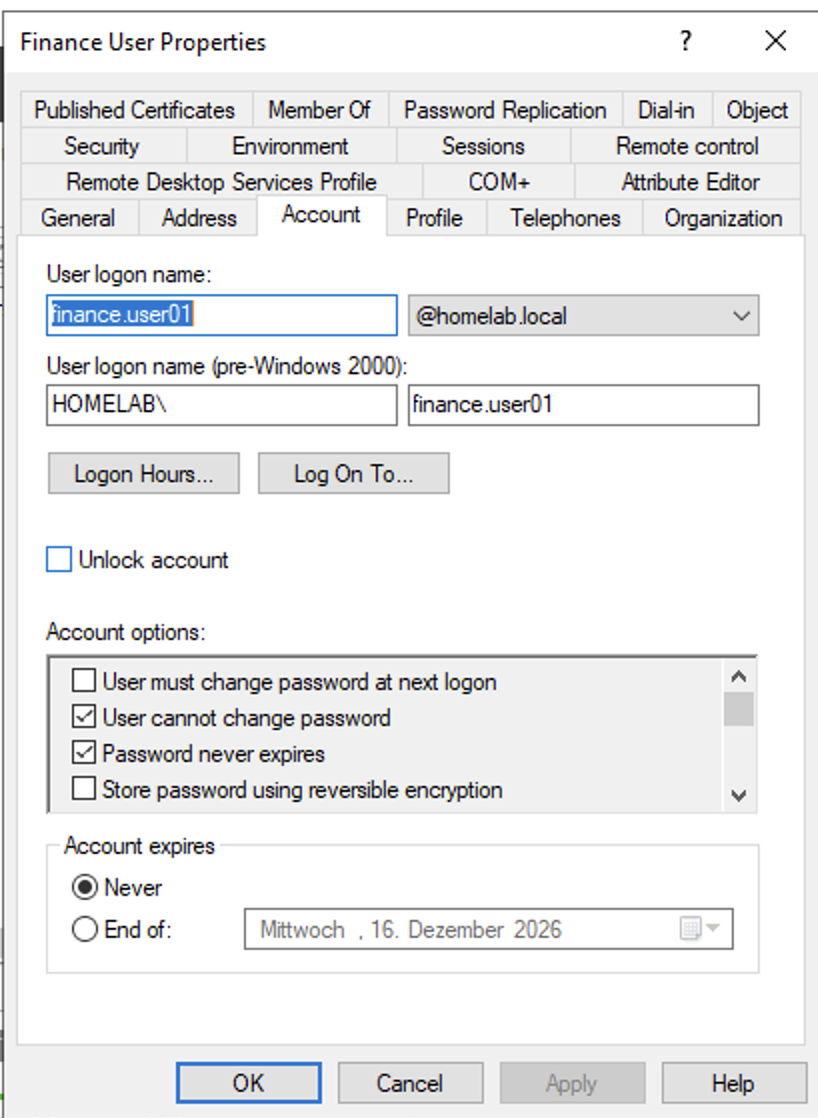 Finance User Properties ? ×
Published Certificates Member Of Password Replication Dial-in Object
Security Environment Sessions Remote control
Remote Desktop Services Profile COM+ Attribute Editor
General Address Account Profile Telephones Organization
User logon name:
finance.user01 @homelab.local
User logon name (pre-Windows 2000):
HOMELAB\ finance.user01
Logon Hours... Log On To...
Unlock account
Account options:
User must change password at next logon
User cannot change password
Password never expires
Store password using reversible encryption
Account expires
Never
End of: Mittwoch , 16. Dezember 2026
OK Cancel Apply Help